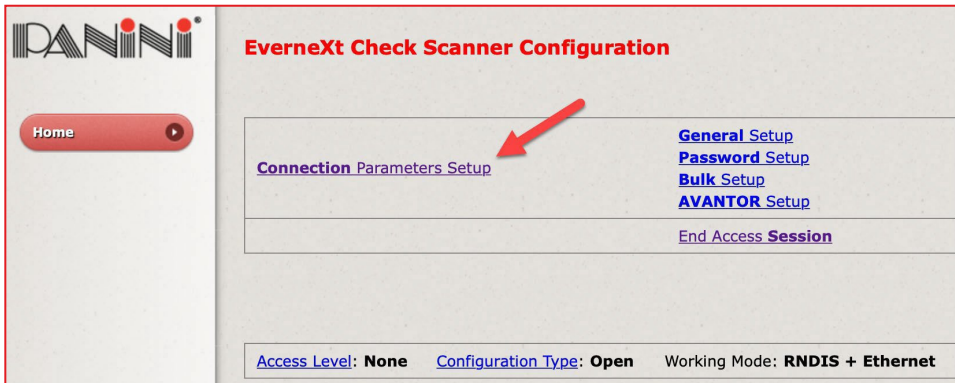 PANINI®
EverneXt Check Scanner Configuration
Home
Connection Parameters Setup
General Setup
Password Setup
Bulk Setup
AVANTOR Setup
End Access Session
Access Level: None Configuration Type: Open Working Mode: RNDIS + Ethernet